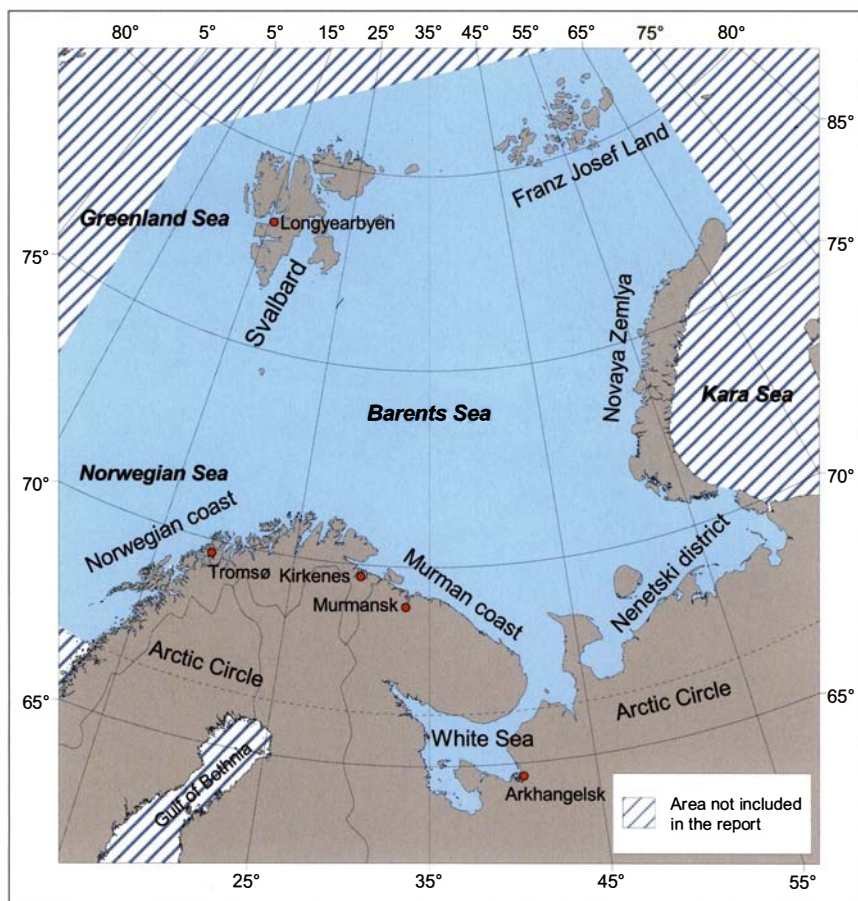 80° 5° 5° 15° 25° 35° 45° 55° 65° 75° 80°
85°
Franz Josef Land
Greenland Sea
Longyearbyen
75°
75°
Svalbard
Novaya Zemlya
Kara Sea
Barents Sea
Norwegian Sea
70°
70°
Norwegian coast
Tromsø
Kirkenes
Murmansk
Murman coast
Nenetski district
Arctic Circle
Arctic Circle
65°
65°
White Sea
Gulf of Bothnia
Arkhangelsk
Area not included
in the report
25° 35° 45° 55°